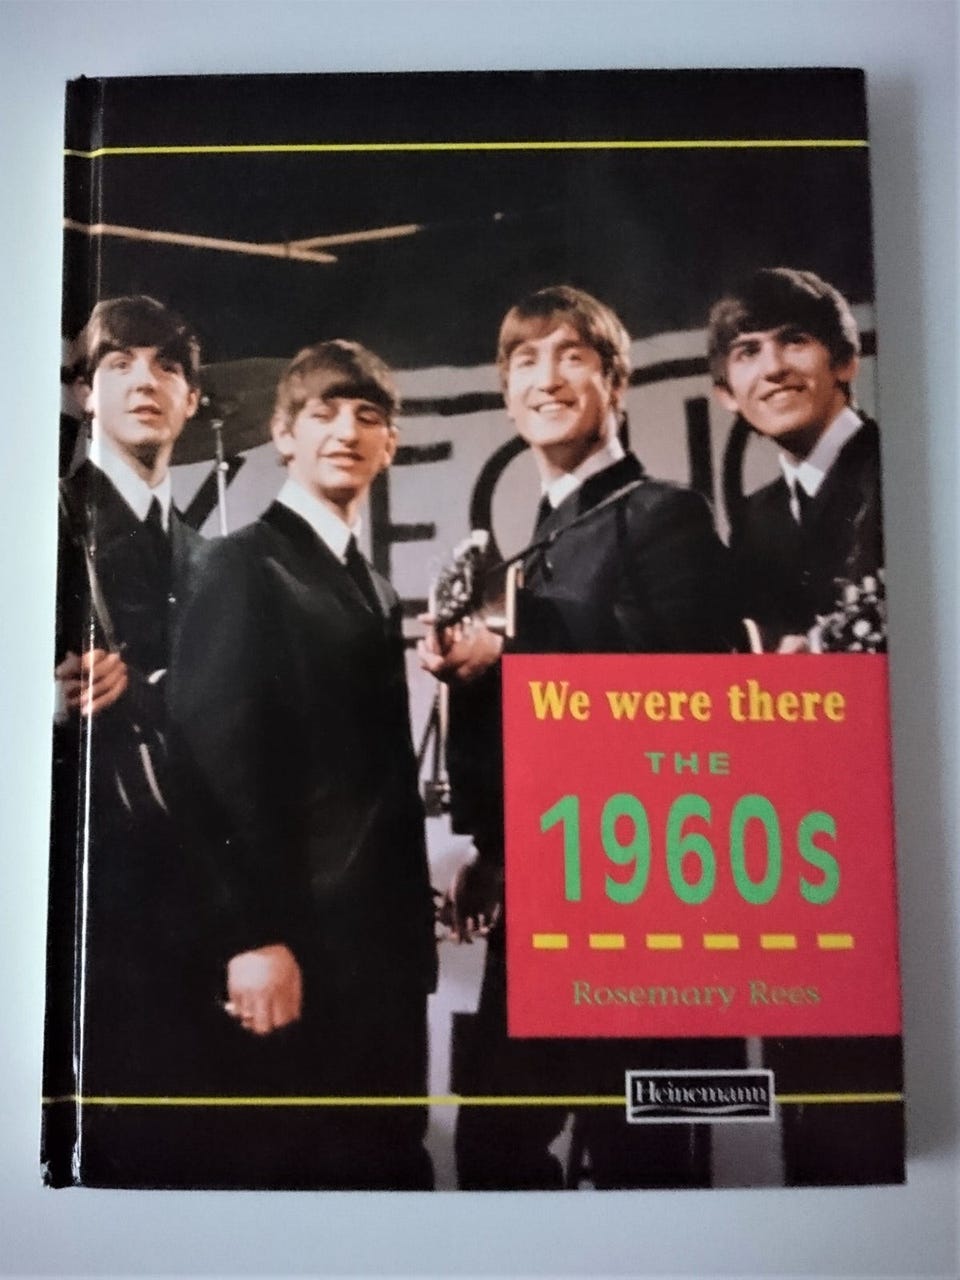 We were there
THE
1960s
Rosemary Rees
Heinemann